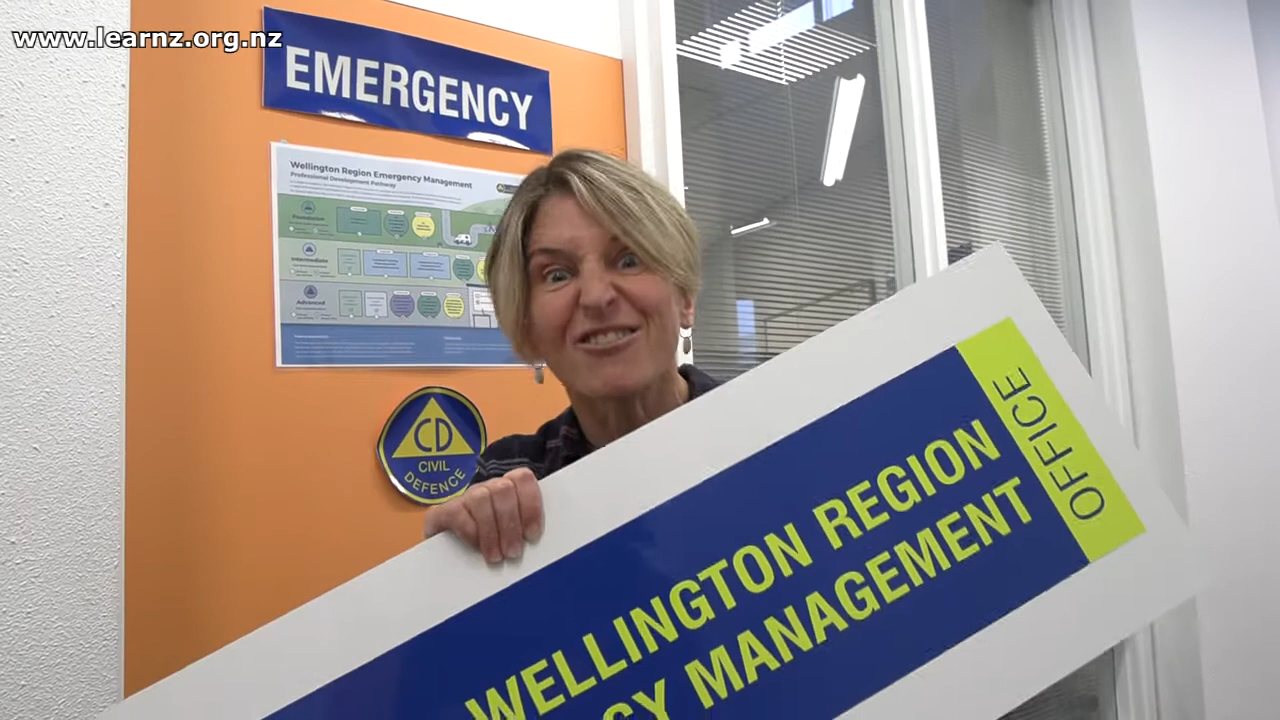 www.learnz.org.nz
EMERGENCY
Wellington Region Emergency Management
Professional Development Pathway
Foundation
Intermediate
Advanced
CD
CIVIL
DEFENCE
WELLINGTON REGION
CY MANAGEMENT
OFFICE